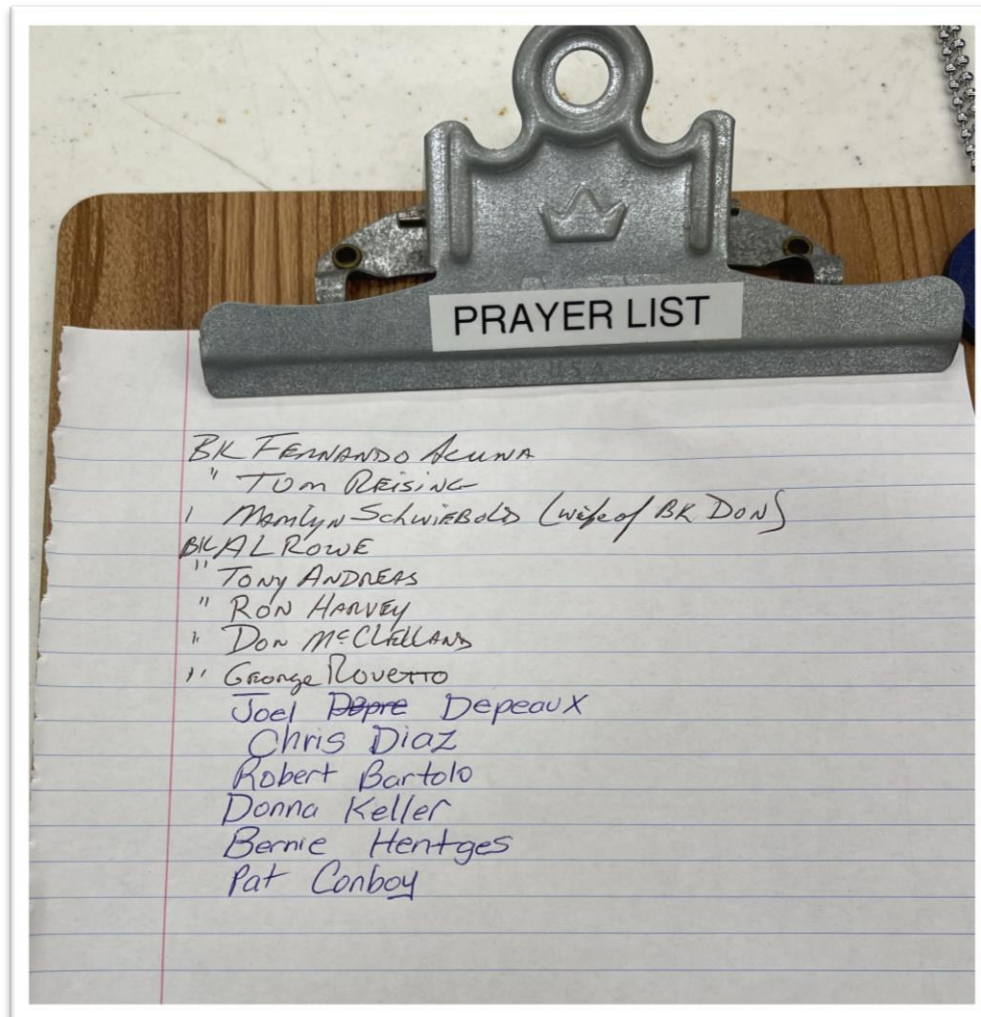 PRAYER LIST
USA
BK FERNANDO ACUNA
" TOM REISING
" MARILYN SCHWIEBOLD (wife of BK DON)
BK AL ROWE
" TONY ANDREAS
" RON HARVEY
" DON McCLELLAND
" GEORGE ROVETTO
Joel Depeaux
Chris Diaz
Robert Bartolo
Donna Keller
Bernie Hentges
Pat Conboy